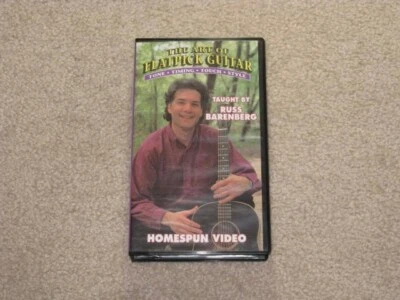 THE ART OF
FLATPICK GUITAR
TONE • TIMING • TOUCH • STYLE
TAUGHT BY
RUSS
BARENBERG
HOMESPUN VIDEO